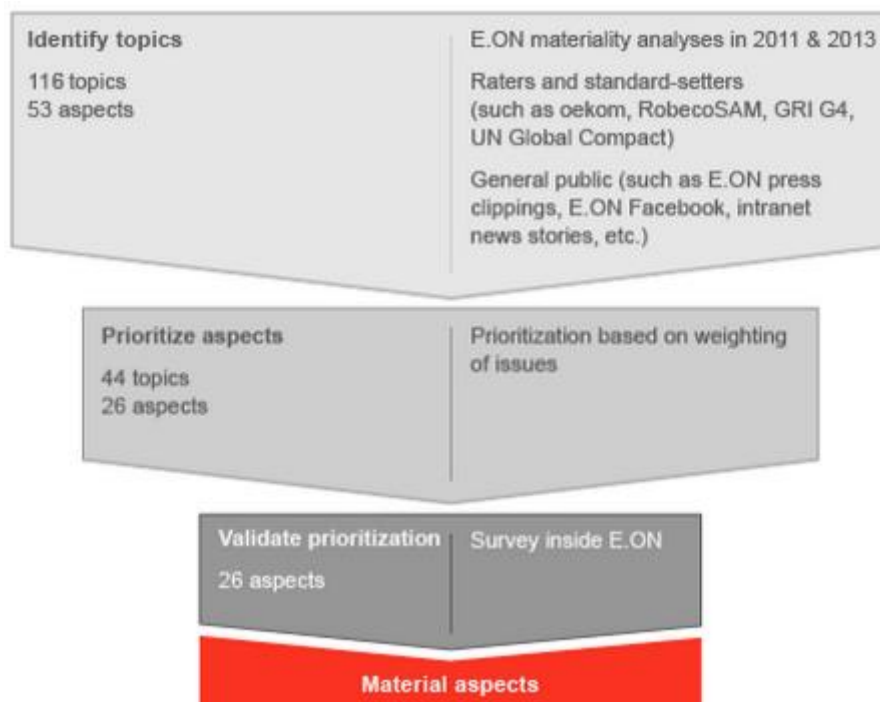 Identify topics
116 topics
53 aspects
E.ON materiality analyses in 2011 & 2013
Raters and standard-setters
(such as oekom, RobecoSAM, GRI G4,
UN Global Compact)
General public (such as E.ON press
clippings, E.ON Facebook, intranet
news stories, etc.)
Prioritize aspects
44 topics
26 aspects
Prioritization based on weighting
of issues
Validate prioritization
26 aspects
Survey inside E.ON
Material aspects